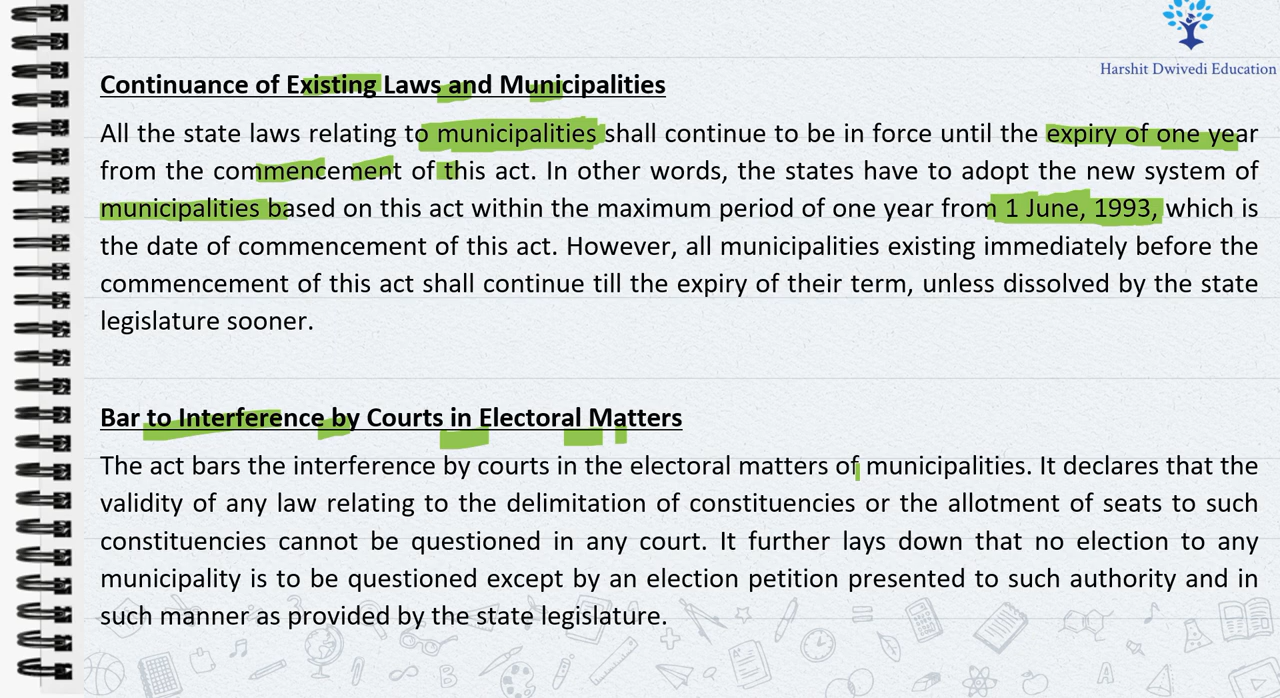 Harshit Dwivedi Education
Continuance of Existing Laws and Municipalities
All the state laws relating to municipalities shall continue to be in force until the expiry of one year
from the commencement of this act. In other words, the states have to adopt the new system of
municipalities based on this act within the maximum period of one year from 1 June, 1993, which is
the date of commencement of this act. However, all municipalities existing immediately before the
commencement of this act shall continue till the expiry of their term, unless dissolved by the state
legislature sooner.
Bar to Interference by Courts in Electoral Matters
The act bars the interference by courts in the electoral matters of municipalities. It declares that the
validity of any law relating to the delimitation of constituencies or the allotment of seats to such
constituencies cannot be questioned in any court. It further lays down that no election to any
municipality is to be questioned except by an election petition presented to such authority and in
such manner as provided by the state legislature.